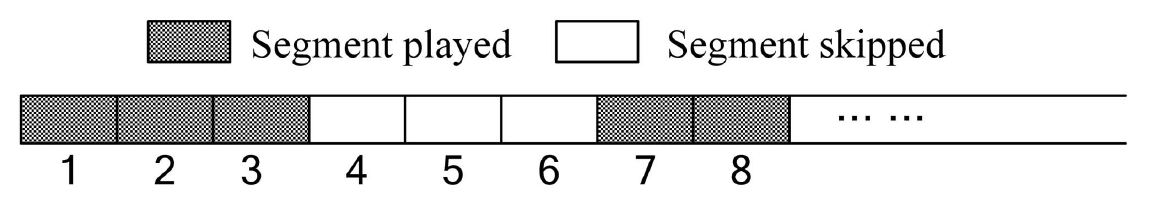 Segment played Segment skipped
... ...
1 2 3 4 5 6 7 8